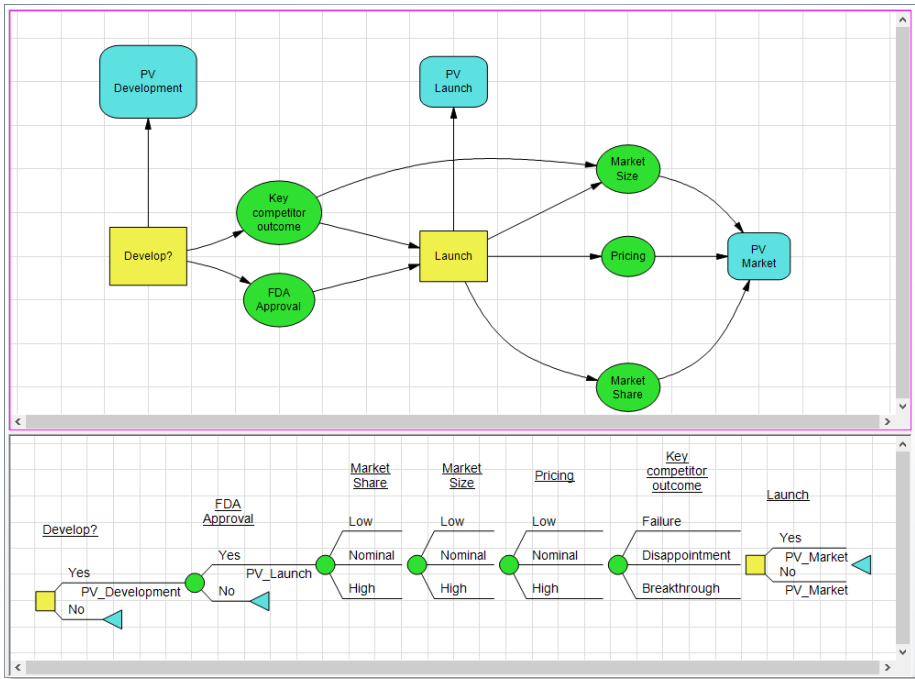 PV
Development
PV
Launch
Market
Size
Key
competitor
outcome
Develop?
Launch
Pricing
PV
Market
FDA
Approval
Market
Share
Develop?
FDA
Approval
Market
Share
Market
Size
Pricing
Key
competitor
outcome
Launch
Yes
PV_Development
No
Yes
PV_Launch
No
Low
Nominal
High
Low
Nominal
High
Low
Nominal
High
Failure
Disappointment
Breakthrough
Yes
PV_Market
No
PV_Market